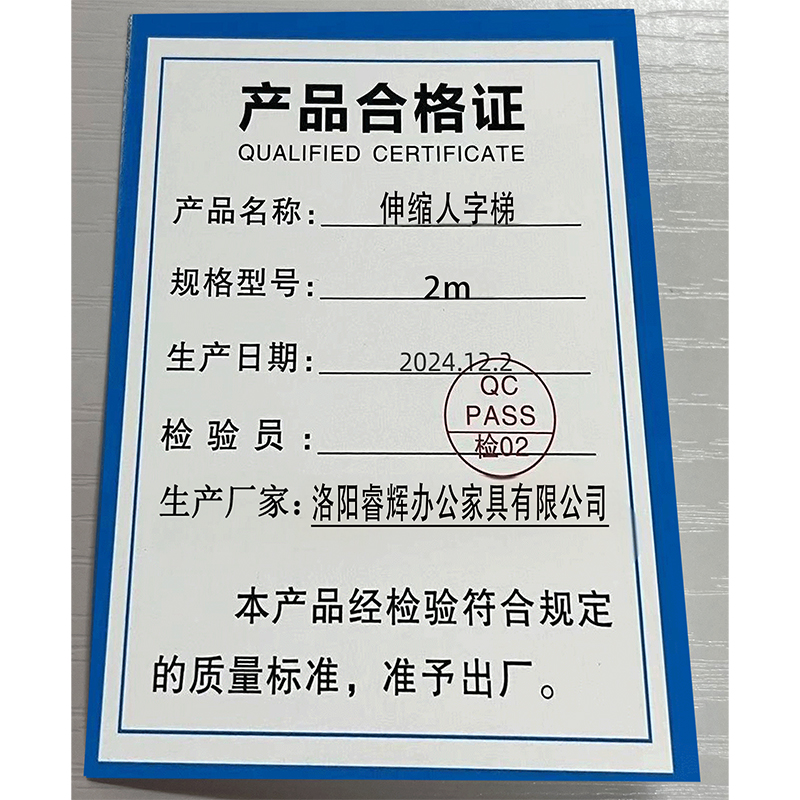 产品合格证
QUALIFIED CERTIFICATE
产品名称: 伸缩人字梯
规格型号: 2m
生产日期: 2024.12.2
QC
PASS
检验员: 检02
生产厂家: 洛阳睿辉办公家具有限公司
本产品经检验符合规定
的质量标准，准予出厂。